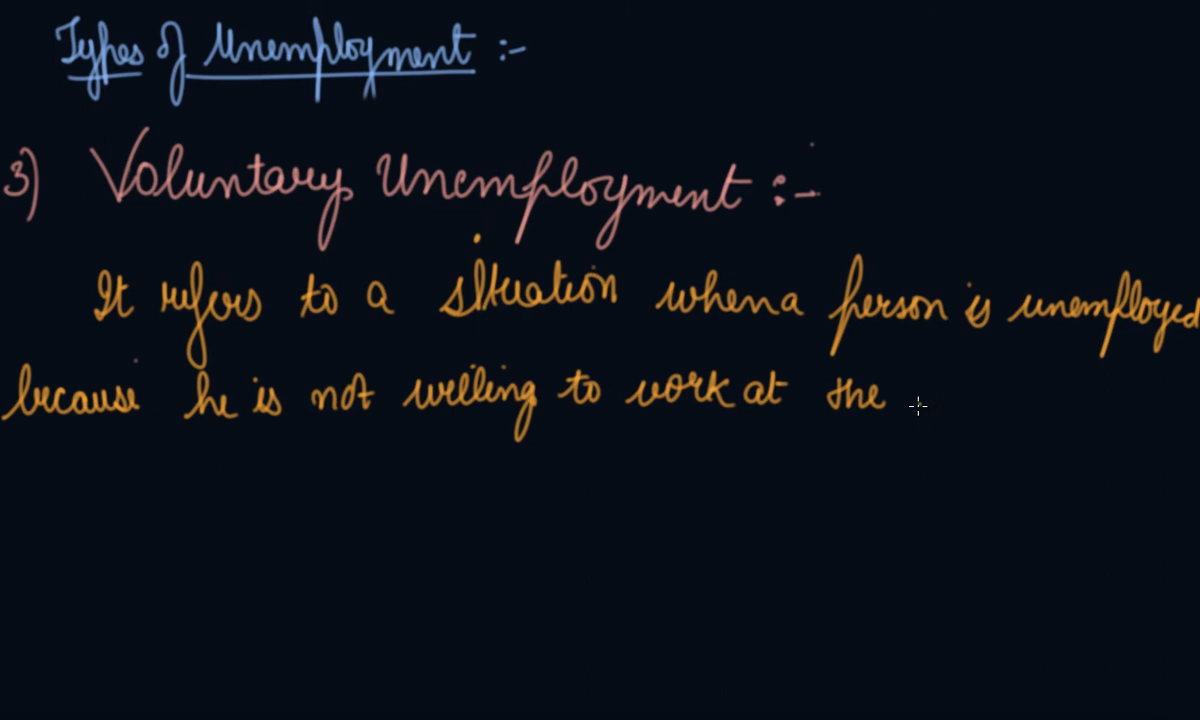 Types of Unemployment :-
3) Voluntary Unemployment :-
It refers to a situation when a person is unemployed
because he is not willing to work at the